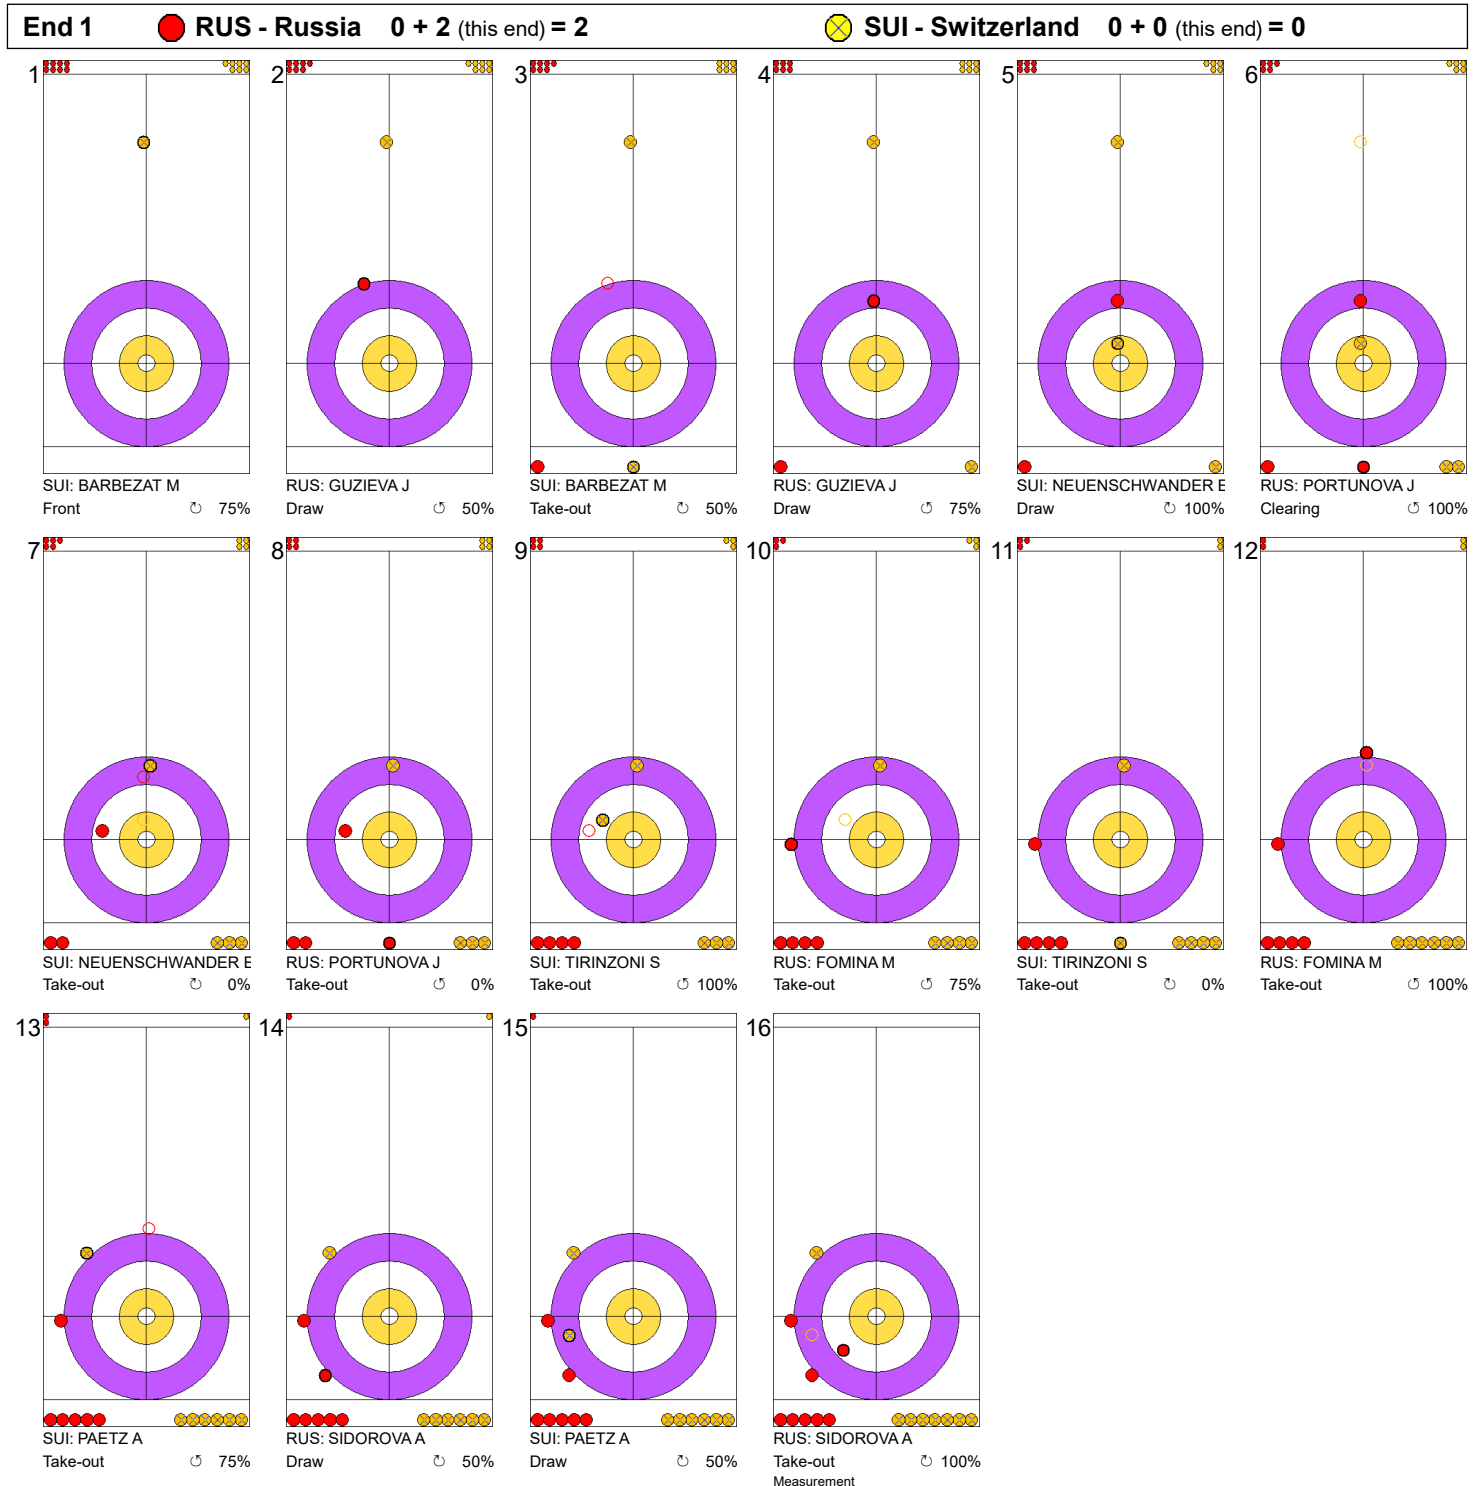 End 1 RUS - Russia 0 + 2 (this end) = 2 SUI - Switzerland 0 + 0 (this end) = 0
1 2 3 4 5 6
SUI: BARBEZAT M RUS: GUZIEVA J SUI: BARBEZAT M RUS: GUZIEVA J SUI: NEUENSCHWANDER E RUS: PORTUNOVA J
Front ↻ 75% Draw ↺ 50% Take-out ↻ 50% Draw ↺ 75% Draw ↻ 100% Clearing ↺ 100%
7 8 9 10 11 12
SUI: NEUENSCHWANDER E RUS: PORTUNOVA J SUI: TIRINZONI S RUS: FOMINA M SUI: TIRINZONI S RUS: FOMINA M
Take-out ↻ 0% Take-out ↺ 0% Take-out ↺ 100% Take-out ↺ 75% Take-out ↻ 0% Take-out ↺ 100%
13 14 15 16
SUI: PAETZ A RUS: SIDOROVA A SUI: PAETZ A RUS: SIDOROVA A
Take-out ↺ 75% Draw ↺ 50% Draw ↻ 50% Take-out ↻ 100%
Measurement